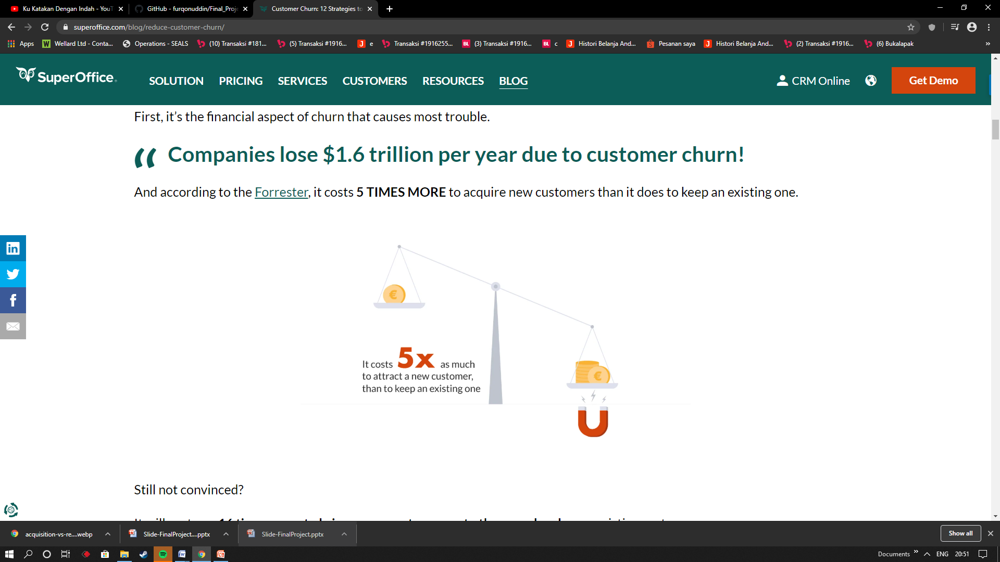 Ku Katakan Dengan Indah - YouT
GitHub - furqonuddin/Final_Proje
Customer Churn: 12 Strategies to
superoffice.com/blog/reduce-customer-churn/
Apps
Wellard Ltd - Conta...
Operations - SEALS
(10) Transaksi #181...
(5) Transaksi #1916...
e
Transaksi #1916255...
(3) Transaksi #1916...
c
Histori Belanja And...
Pesanan saya
Histori Belanja And...
(2) Transaksi #1916...
(6) Bukalapak
SuperOffice
SOLUTION
PRICING
SERVICES
CUSTOMERS
RESOURCES
BLOG
CRM Online
Get Demo
First, it’s the financial aspect of churn that causes most trouble.
Companies lose $1.6 trillion per year due to customer churn!
And according to the Forrester, it costs 5 TIMES MORE to acquire new customers than it does to keep an existing one.
It costs 5x as much
to attract a new customer,
than to keep an existing one
Still not convinced?
acquisition-vs-re....webp
Slide-FinalProject....pptx
Slide-FinalProject.pptx
Show all
Documents
ENG
20:51